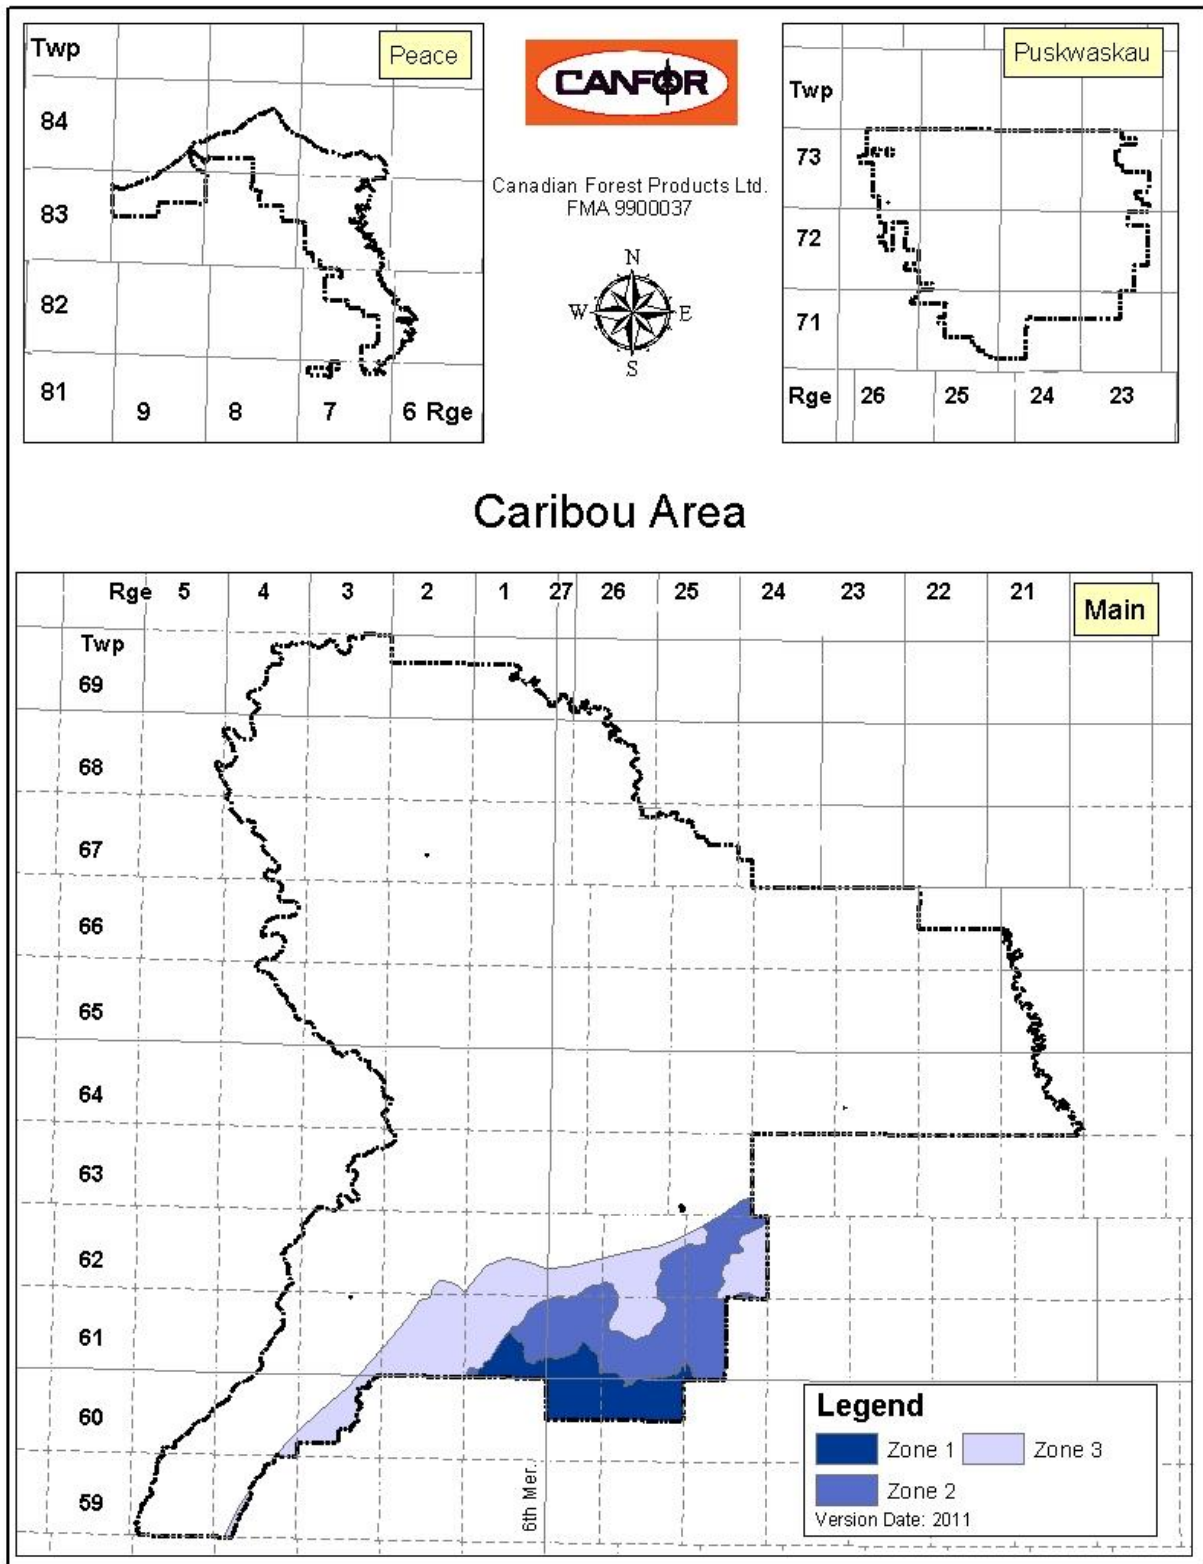 Twp
Peace
84
83
82
81
9 8 7 6 Rge
CANFOR
Canadian Forest Products Ltd.
FMA 9900037
N
W E
S
Puskwaskau
Twp
73
72
71
Rge 26 25 24 23
Caribou Area
Rge 5 4 3 2 1 27 26 25 24 23 22 21
Main
Twp
69
68
67
66
65
64
63
62
61
60
59
6th Mer.
Legend
Zone 1 Zone 3
Zone 2
Version Date: 2011